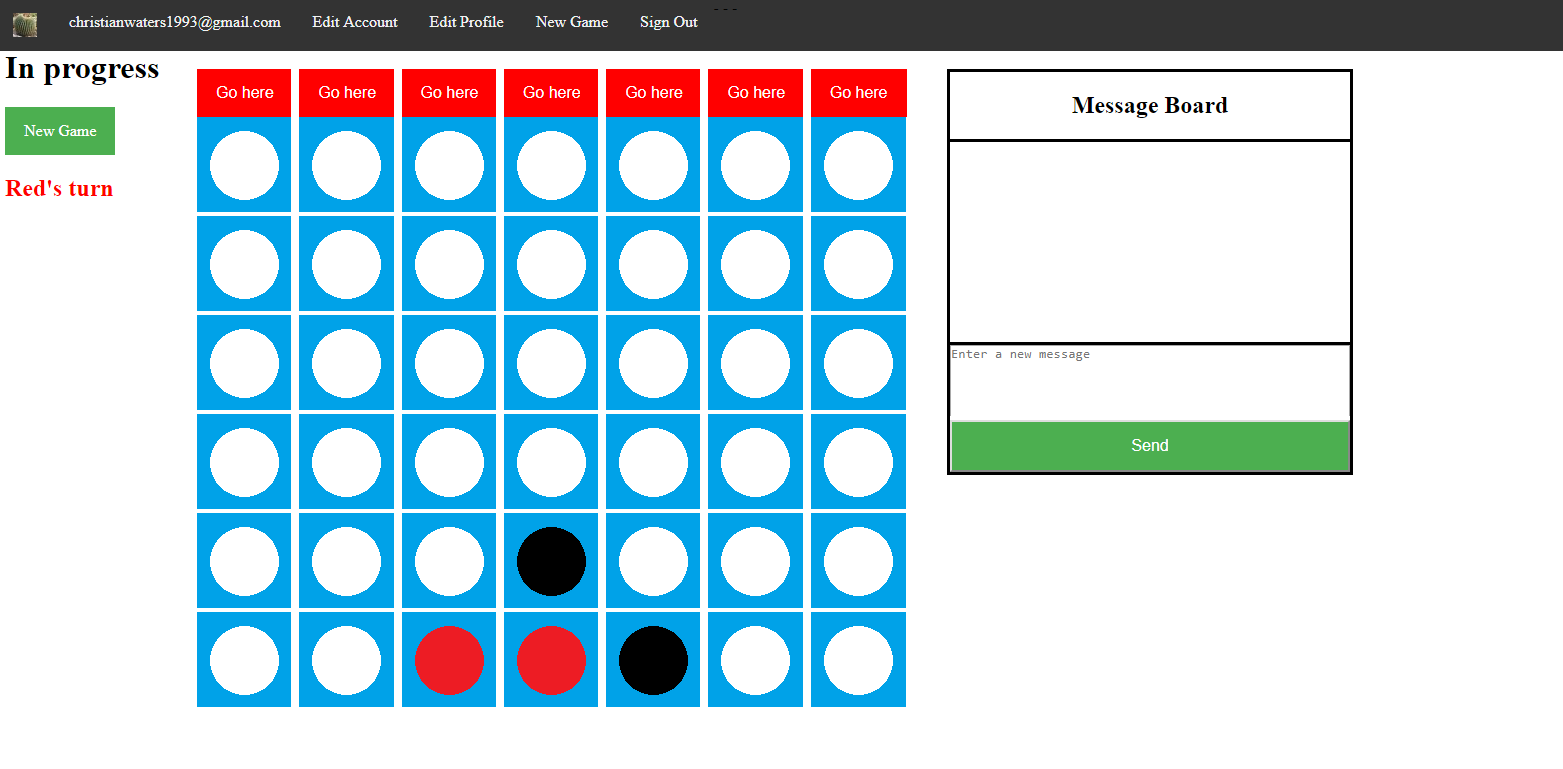 christianwaters1993@gmail.com Edit Account Edit Profile New Game Sign Out - - -
In progress
New Game
Red's turn
Go here Go here Go here Go here Go here Go here Go here
Message Board
Enter a new message
Send